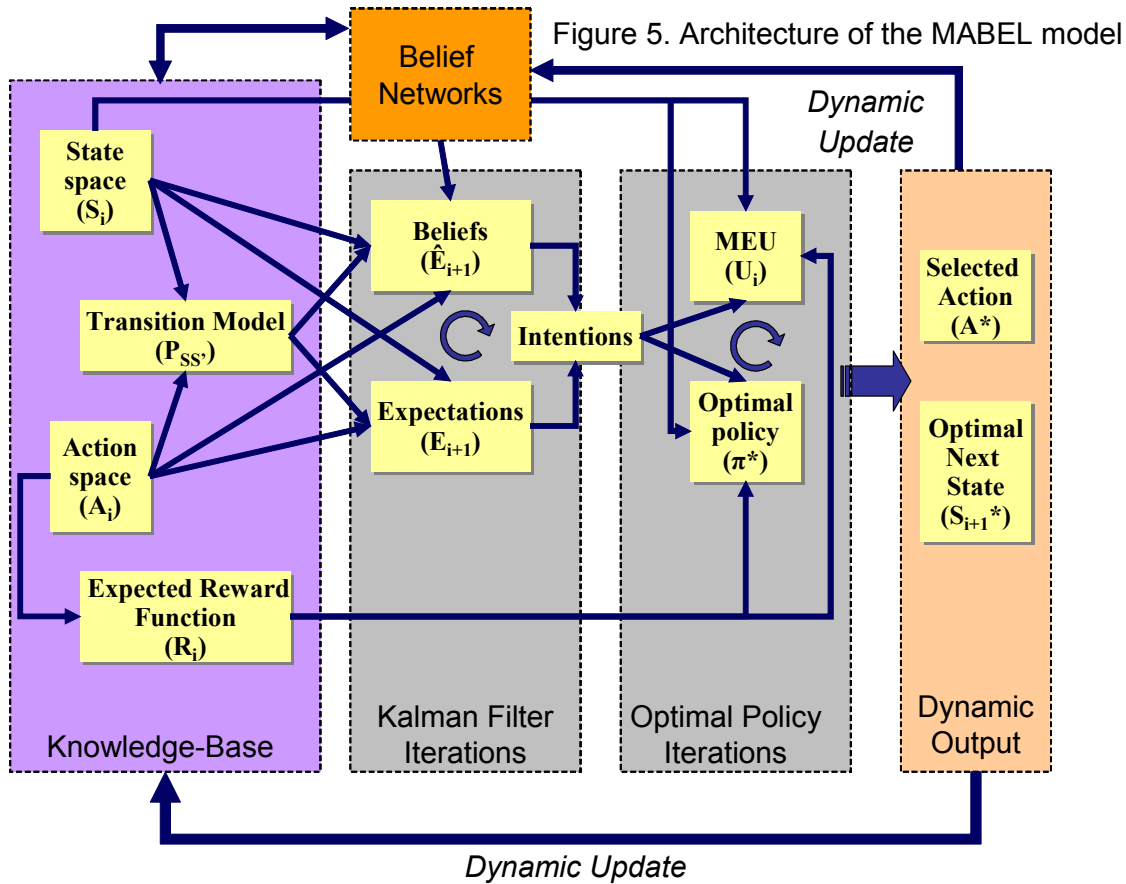 Figure 5. Architecture of the MABEL model
Belief
Networks
Dynamic
Update
State
space
(Sᵢ)
Transition Model
(P_SS’)
Action
space
(Aᵢ)
Expected Reward
Function
(Rᵢ)
Knowledge-Base
Beliefs
(Êᵢ₊₁)
Expectations
(Eᵢ₊₁)
Intentions
Kalman Filter
Iterations
MEU
(Uᵢ)
Optimal
policy
(π*)
Optimal Policy
Iterations
Selected
Action
(A*)
Optimal
Next
State
(Sᵢ₊₁*)
Dynamic
Output
Dynamic Update